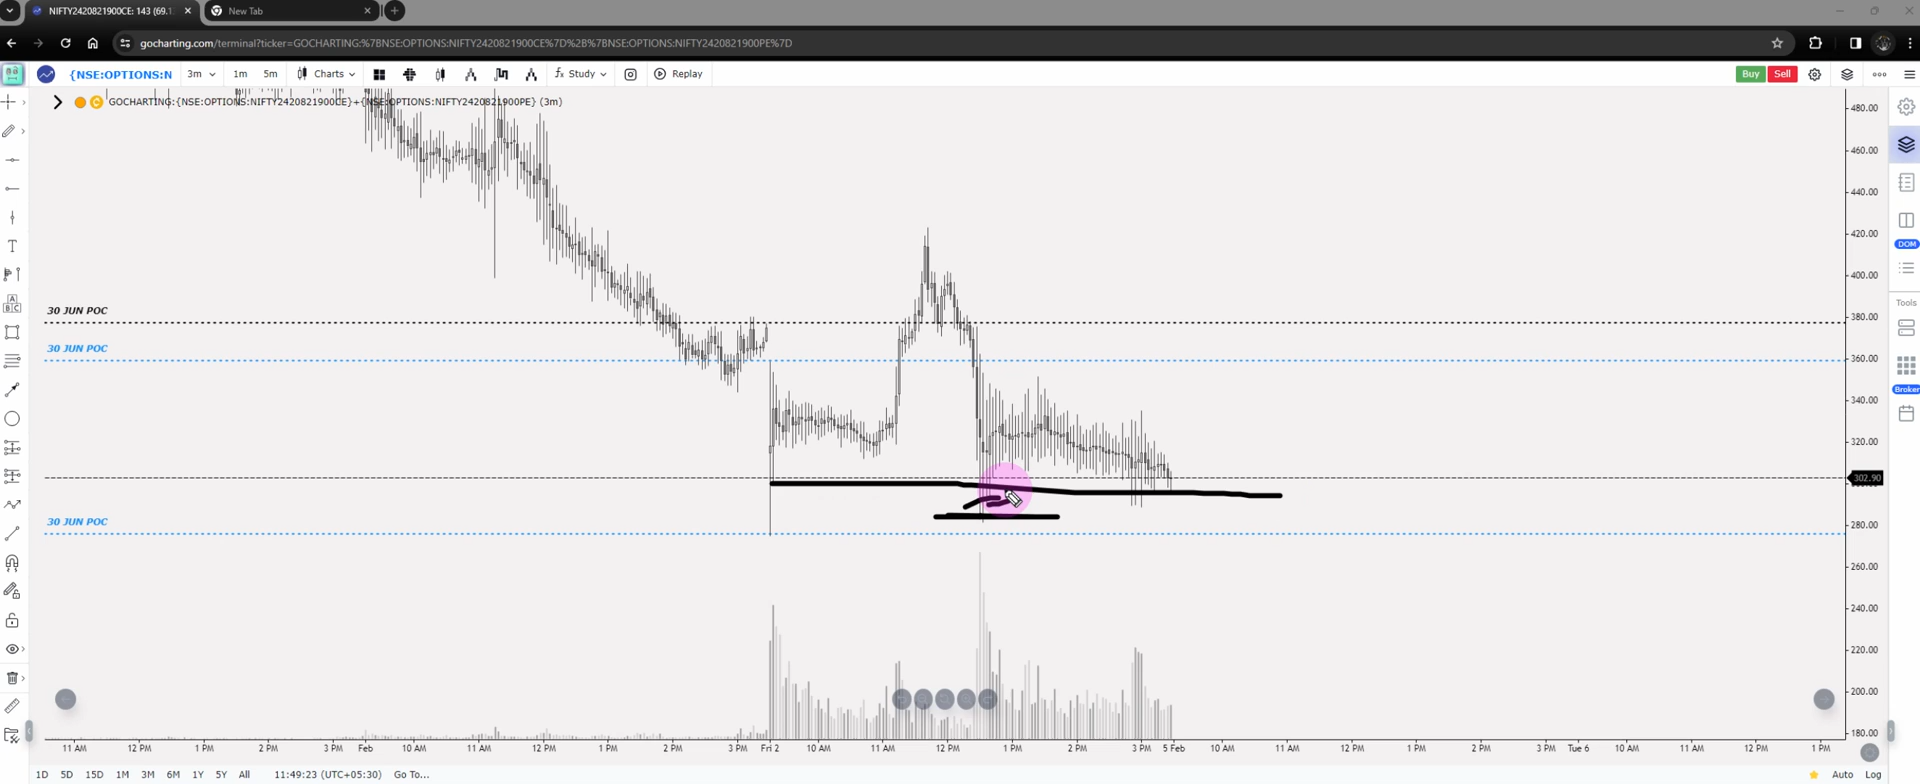 NIFTY2420821900CE: 143 (69.1
New Tab
gocharting.com/terminal?ticker=GOCHARTING:%7BNSE:OPTIONS:NIFTY2420821900CE%7D%2B%7BNSE:OPTIONS:NIFTY2420821900PE%7D
{NSE:OPTIONS:N 3m 1m 5m Charts fx Study Replay Buy Sell
GOCHARTING:{NSE:OPTIONS:NIFTY2420821900CE}+{NSE:OPTIONS:NIFTY2420821900PE} (3m)
480.00
460.00
440.00
420.00
400.00
380.00
360.00
340.00
320.00
302.90
280.00
260.00
240.00
220.00
200.00
180.00
30 JUN POC
30 JUN POC
30 JUN POC
T
A
B C
DOM
Tools
Broker
11 AM 12 PM 1 PM 2 PM 3 PM Feb 10 AM 11 AM 12 PM 1 PM 2 PM 3 PM Fri 2 10 AM 11 AM 12 PM 1 PM 2 PM 3 PM 5 Feb 10 AM 11 AM 12 PM 1 PM 2 PM 3 PM Tue 6 10 AM 11 AM 12 PM 1 PM
1D 5D 15D 1M 3M 6M 1Y 5Y All 11:49:23 (UTC+05:30) Go To... Auto Log